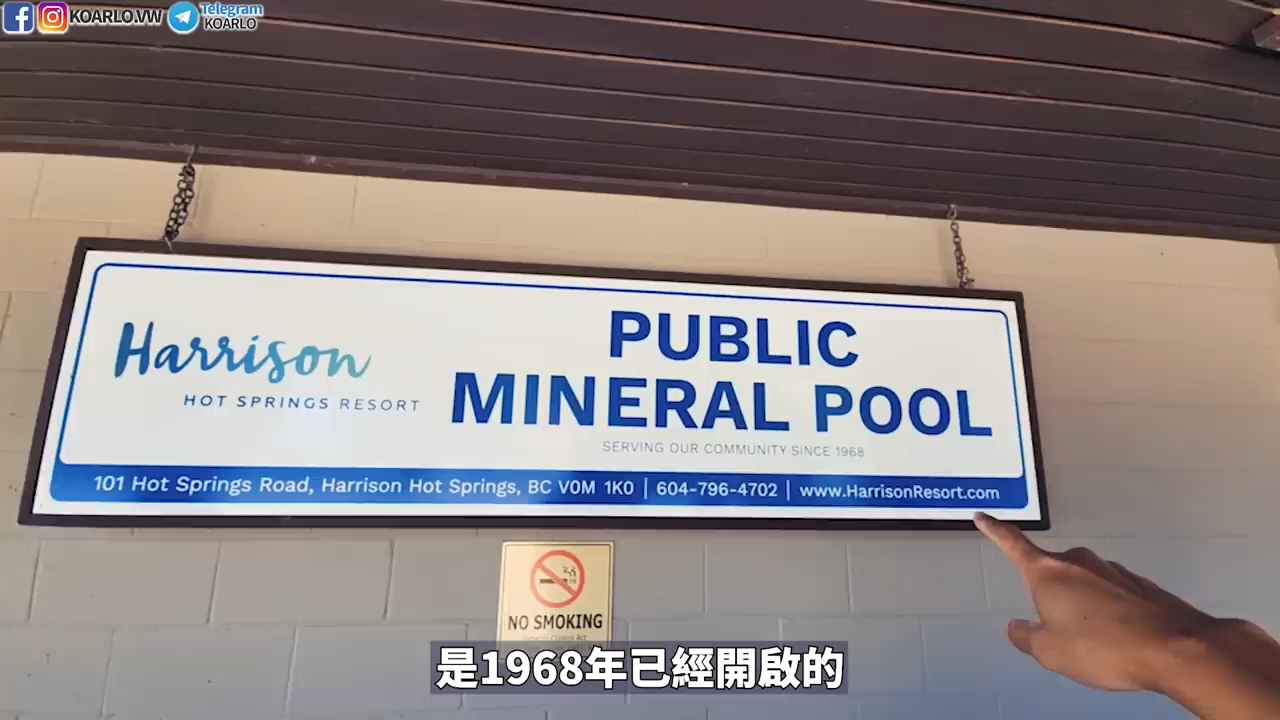 KOARLO.VW
Telegram
KOARLO
Harrison
HOT SPRINGS RESORT
PUBLIC
MINERAL POOL
SERVING OUR COMMUNITY SINCE 1968
101 Hot Springs Road, Harrison Hot Springs, BC V0M 1K0 | 604-796-4702 | www.HarrisonResort.com
NO SMOKING
是1968年已經開啟的